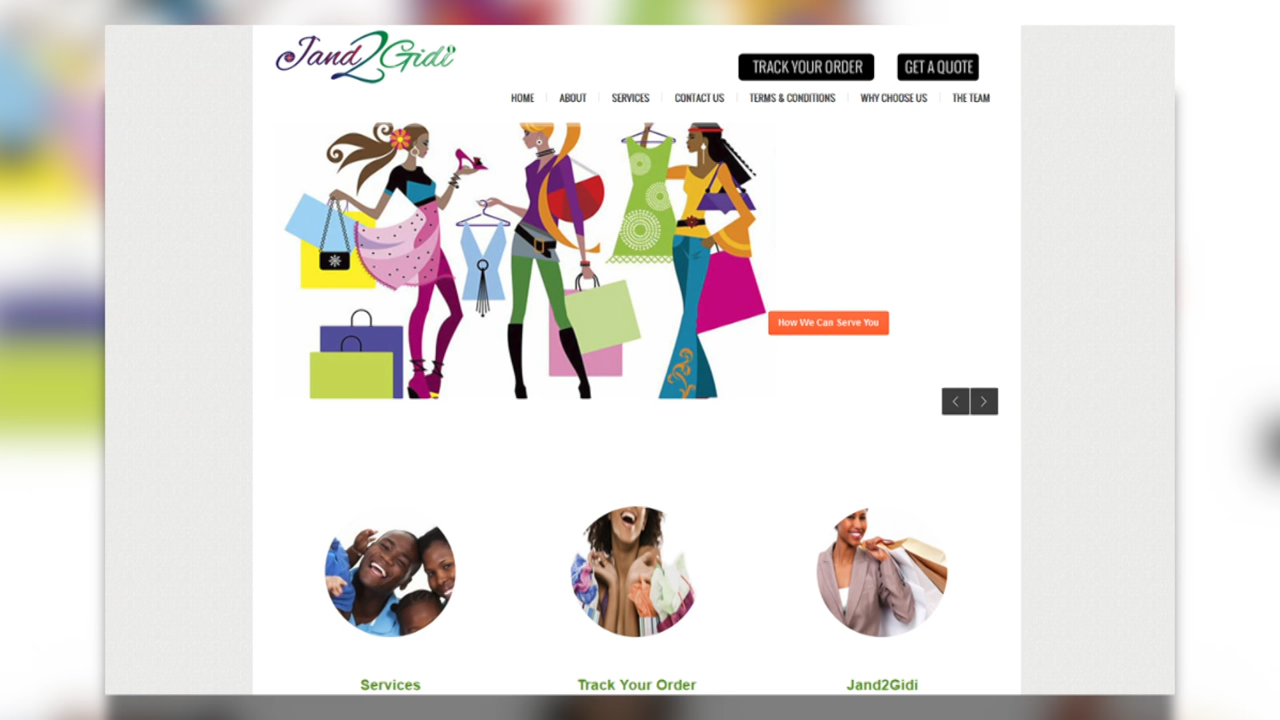 Jand2Gidi
TRACK YOUR ORDER
GET A QUOTE
HOME
ABOUT
SERVICES
CONTACT US
TERMS & CONDITIONS
WHY CHOOSE US
THE TEAM
How We Can Serve You
Services
Track Your Order
Jand2Gidi